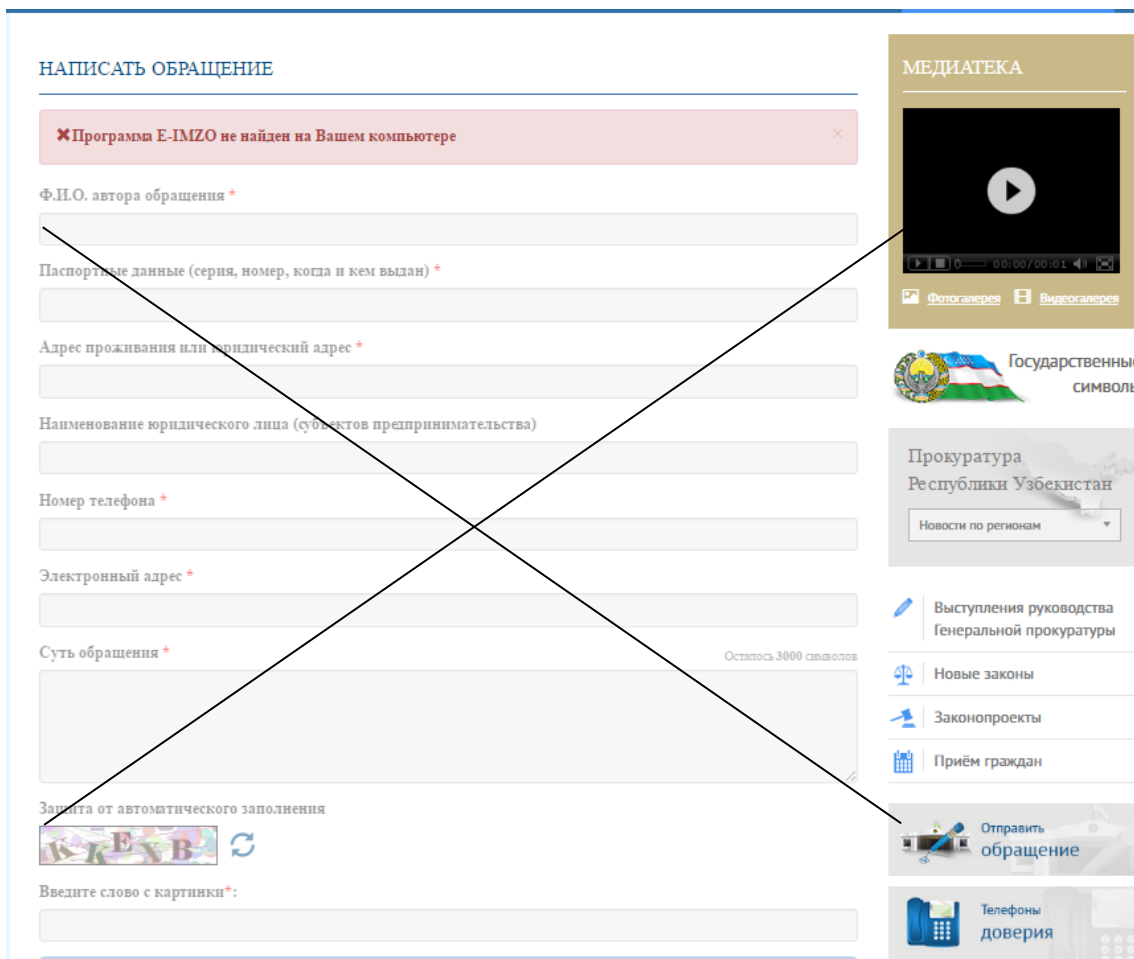 НАПИСАТЬ ОБРАЩЕНИЕ
Программа E-IMZO не найден на Вашем компьютере
Ф.И.О. автора обращения *
Паспортные данные (серия, номер, когда и кем выдан) *
Адрес проживания или юридический адрес *
Наименование юридического лица (субъектов предпринимательства)
Номер телефона *
Электронный адрес *
Суть обращения *
Осталось 3000 символов
Защита от автоматического заполнения
KKEXB
Введите слово с картинки*:
МЕДИАТЕКА
00:00/00:01
Фотогалерея Видеогалерея
Государственные
символы
Прокуратура
Республики Узбекистан
Новости по регионам
Выступления руководства
Генеральной прокуратуры
Новые законы
Законопроекты
Приём граждан
Отправить
обращение
Телефоны
доверия